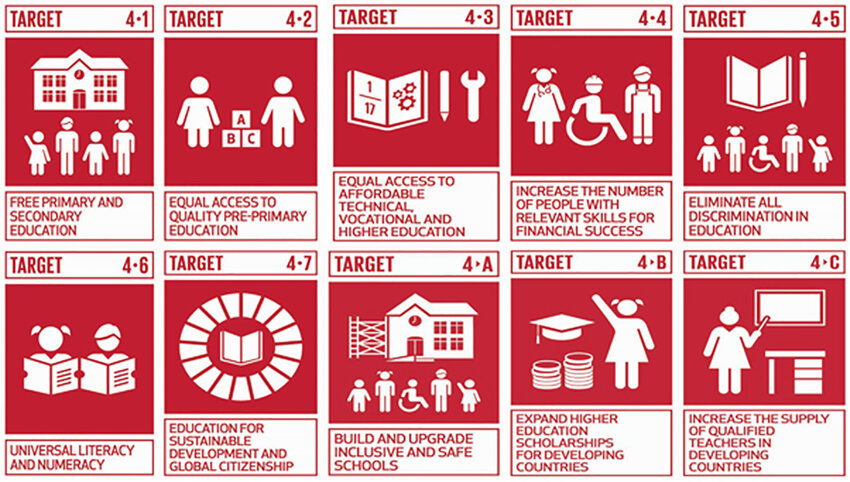 TARGET 4·1
FREE PRIMARY AND
SECONDARY
EDUCATION
TARGET 4·2
A
B C
EQUAL ACCESS TO
QUALITY PRE-PRIMARY
EDUCATION
TARGET 4·3
1
17
EQUAL ACCESS TO
AFFORDABLE
TECHNICAL,
VOCATIONAL AND
HIGHER EDUCATION
TARGET 4·4
INCREASE THE NUMBER
OF PEOPLE WITH
RELEVANT SKILLS FOR
FINANCIAL SUCCESS
TARGET 4·5
ELIMINATE ALL
DISCRIMINATION IN
EDUCATION
TARGET 4·6
UNIVERSAL LITERACY
AND NUMERACY
TARGET 4·7
EDUCATION FOR
SUSTAINABLE
DEVELOPMENT AND
GLOBAL CITIZENSHIP
TARGET 4▸A
BUILD AND UPGRADE
INCLUSIVE AND SAFE
SCHOOLS
TARGET 4▸B
EXPAND HIGHER
EDUCATION
SCHOLARSHIPS
FOR DEVELOPING
COUNTRIES
TARGET 4▸C
INCREASE THE SUPPLY
OF QUALIFIED
TEACHERS IN
DEVELOPING
COUNTRIES